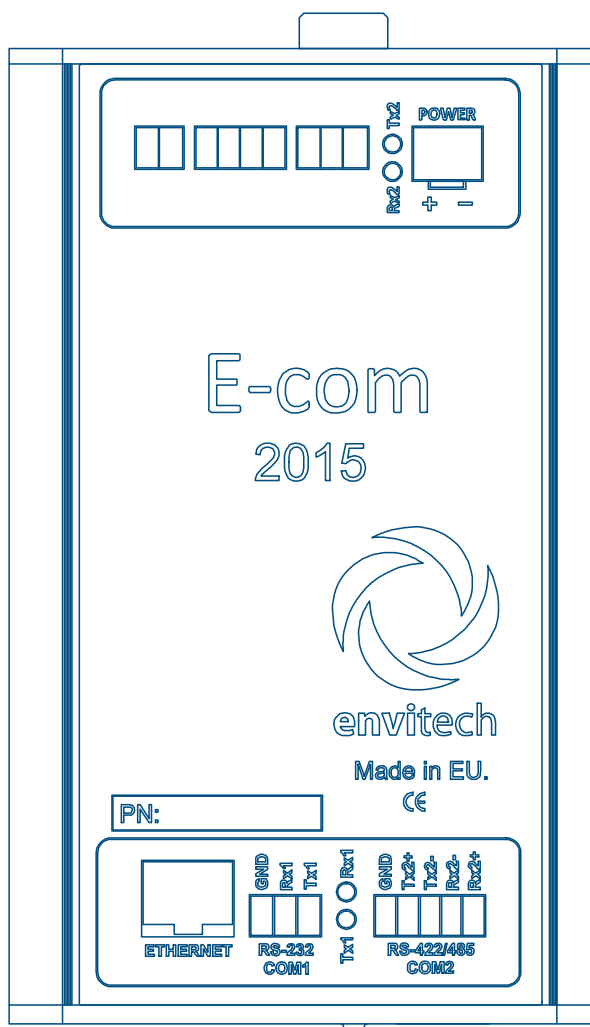 Tx2
POWER
Rx2
+ −
E-com
2015
envitech
Made in EU.
CE
PN:
GND
Rx1
Tx1
Rx1
GND
Tx2+
Tx2-
Rx2-
Rx2+
Tx1
ETHERNET
RS-232
COM1
RS-422/485
COM2